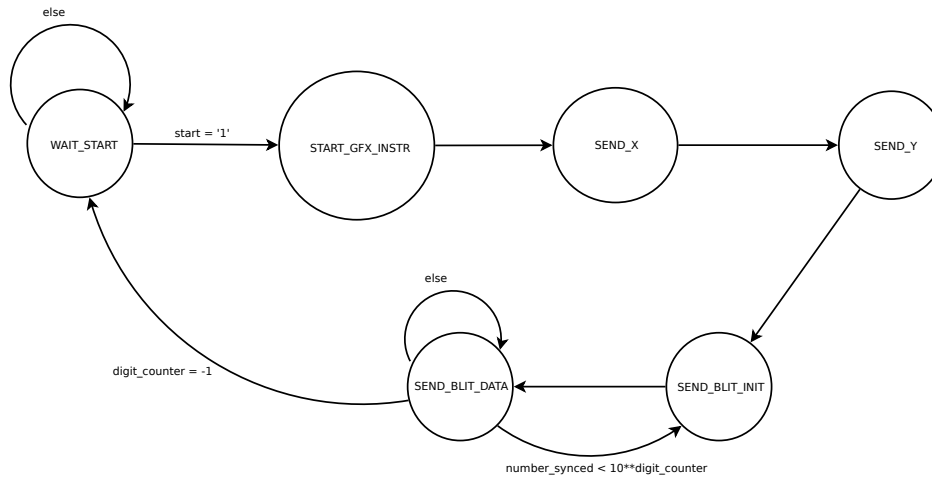 else
start = '1'
WAIT_START
START_GFX_INSTR
SEND_X
SEND_Y
else
digit_counter = -1
SEND_BLIT_DATA
SEND_BLIT_INIT
number_synced < 10**digit_counter